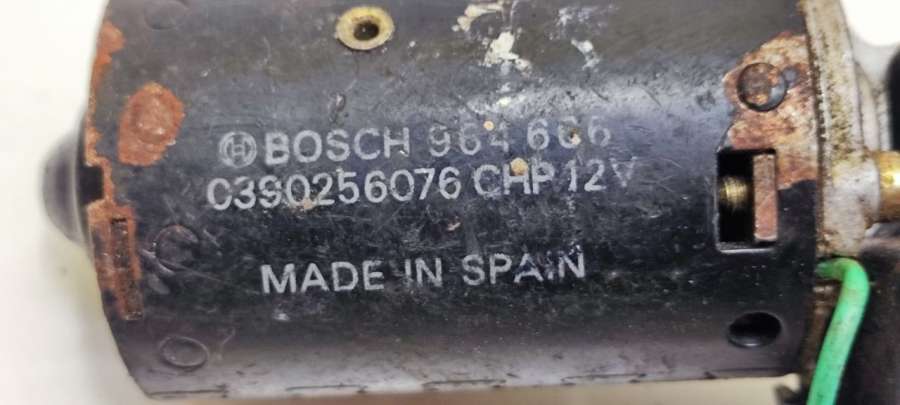 BOSCH 964 666
0390256076 CHP 12V
MADE IN SPAIN